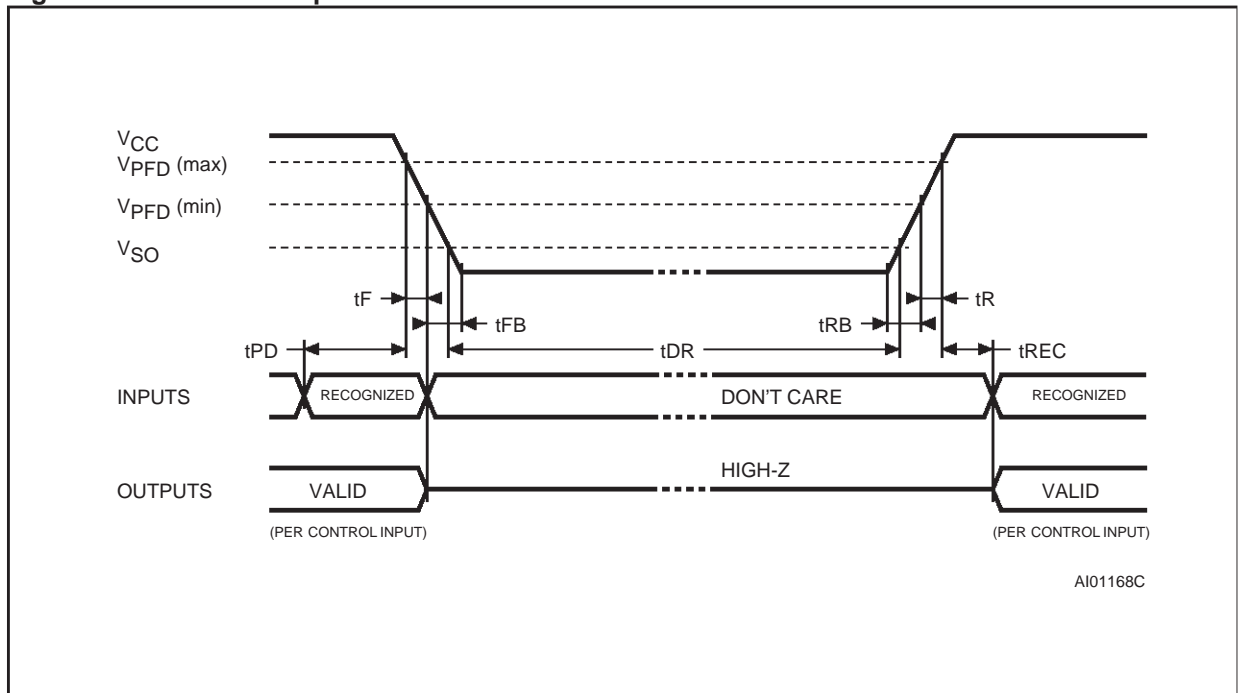 VCC
VPFD (max)
VPFD (min)
VSO
tF
tFB
tR
tRB
tPD
tDR
tREC
INPUTS
RECOGNIZED
DON'T CARE
RECOGNIZED
HIGH-Z
OUTPUTS
VALID
VALID
(PER CONTROL INPUT)
(PER CONTROL INPUT)
AI01168C